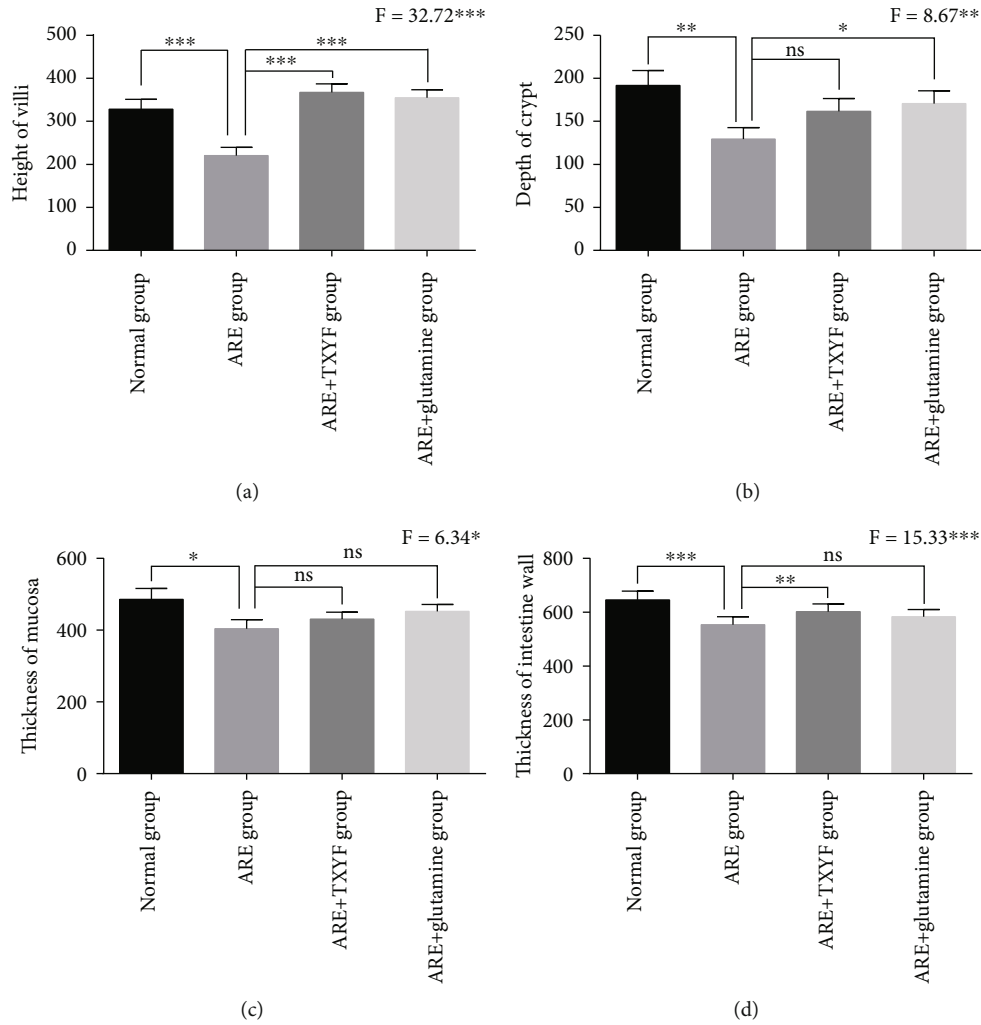 F = 32.72***
500
400
300
200
100
0
Height of villi
***
***
***
Normal group
ARE group
ARE+TXYF group
ARE+glutamine group
(a)
F = 8.67**
250
200
150
100
50
0
Depth of crypt
**
*
ns
Normal group
ARE group
ARE+TXYF group
ARE+glutamine group
(b)
F = 6.34*
600
400
200
0
Thickness of mucosa
*
ns
ns
Normal group
ARE group
ARE+TXYF group
ARE+glutamine group
(c)
F = 15.33***
800
600
400
200
0
Thickness of intestine wall
***
ns
**
Normal group
ARE group
ARE+TXYF group
ARE+glutamine group
(d)